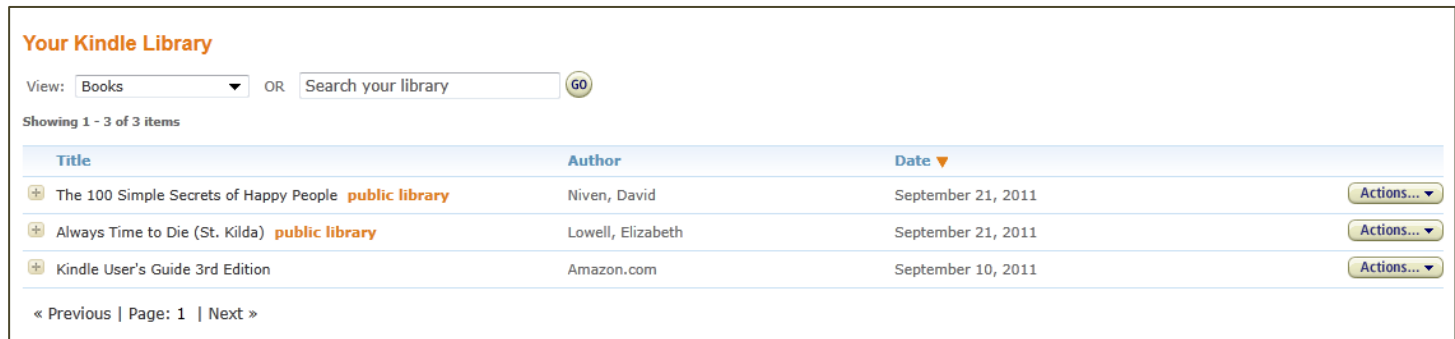 Your Kindle Library
View: Books OR Search your library GO
Showing 1 - 3 of 3 items
Title Author Date
The 100 Simple Secrets of Happy People public library Niven, David September 21, 2011 Actions...
Always Time to Die (St. Kilda) public library Lowell, Elizabeth September 21, 2011 Actions...
Kindle User's Guide 3rd Edition Amazon.com September 10, 2011 Actions...
« Previous | Page: 1 | Next »